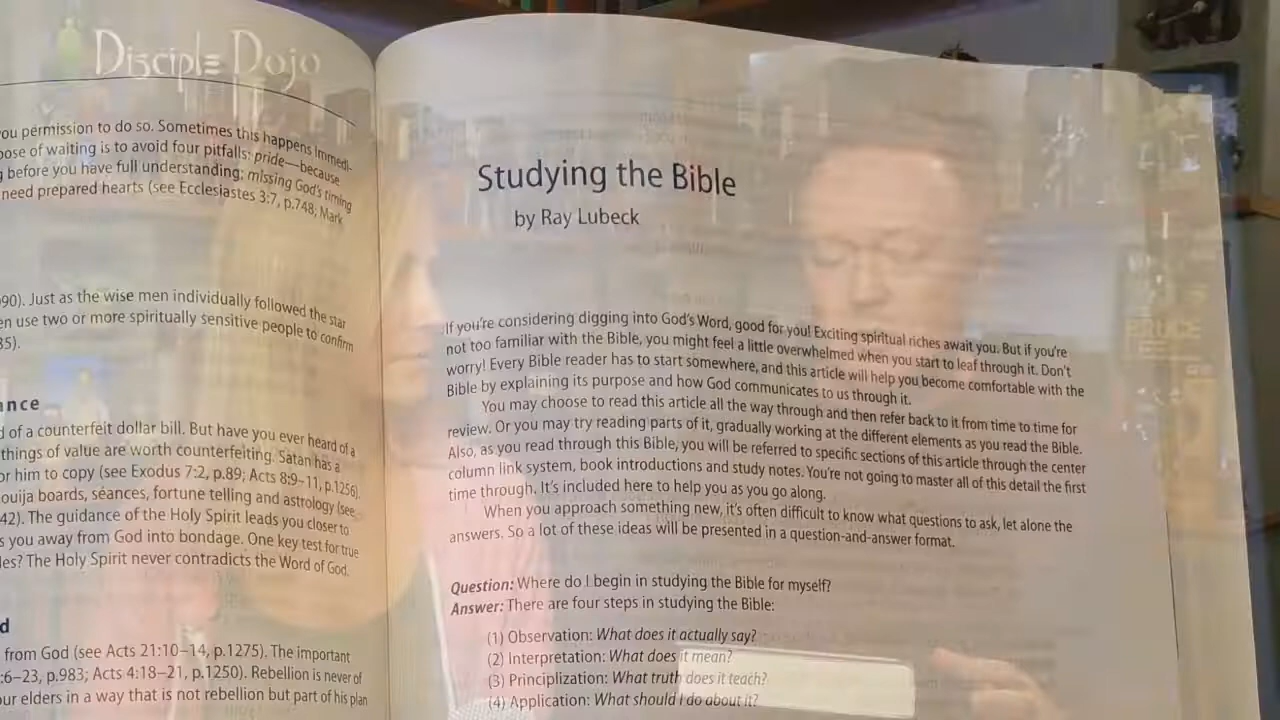 Disciple Dojo
ou permission to do so. Sometimes this happens immedi-
pose of waiting is to avoid four pitfalls: pride—because
g before you have full understanding; missing God's timing
need prepared hearts (see Ecclesiastes 3:7, p.748; Mark
90). Just as the wise men individually followed the star
en use two or more spiritually sensitive people to confirm
35).
ance
d of a counterfeit dollar bill. But have you ever heard of a
things of value are worth counterfeiting. Satan has a
or him to copy (see Exodus 7:2, p.89; Acts 8:9–11, p.1256).
ouija boards, séances, fortune telling and astrology (see
42). The guidance of the Holy Spirit leads you closer to
s you away from God into bondage. One key test for true
les? The Holy Spirit never contradicts the Word of God.
d
from God (see Acts 21:10–14, p.1275). The important
:6–23, p.983; Acts 4:18–21, p.1250). Rebellion is never of
our elders in a way that is not rebellion but part of his plan
Studying the Bible
by Ray Lubeck
If you're considering digging into God's Word, good for you! Exciting spiritual riches await you. But if you're
not too familiar with the Bible, you might feel a little overwhelmed when you start to leaf through it. Don't
worry! Every Bible reader has to start somewhere, and this article will help you become comfortable with the
Bible by explaining its purpose and how God communicates to us through it.
You may choose to read this article all the way through and then refer back to it from time to time for
review. Or you may try reading parts of it, gradually working at the different elements as you read the Bible.
Also, as you read through this Bible, you will be referred to specific sections of this article through the center
column link system, book introductions and study notes. You're not going to master all of this detail the first
time through. It's included here to help you as you go along.
When you approach something new, it's often difficult to know what questions to ask, let alone the
answers. So a lot of these ideas will be presented in a question-and-answer format.
Question: Where do I begin in studying the Bible for myself?
Answer: There are four steps in studying the Bible:
(1) Observation: What does it actually say?
(2) Interpretation: What does it mean?
(3) Principlization: What truth does it teach?
(4) Application: What should I do about it?